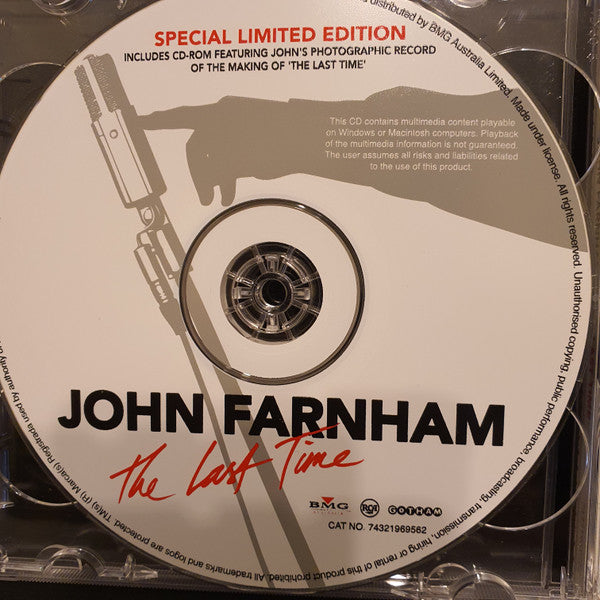 SPECIAL LIMITED EDITION
INCLUDES CD-ROM FEATURING JOHN'S PHOTOGRAPHIC RECORD
OF THE MAKING OF 'THE LAST TIME'
This CD contains multimedia content playable
on Windows or Macintosh computers. Playback
of the multimedia information is not guaranteed.
The user assumes all risks and liabilities related
to the use of this product.
JOHN FARNHAM
The Last Time
BMG
RCA
GOTHAM
CAT NO. 74321969562
distributed by BMG Australia Limited. Made under license. All rights reserved. Unauthorised copying, public performance, broadcasting, transmission, hiring or rental of this product prohibited. All trademarks and logos are protected. TM(s) (R) Marca(s) Registrada used by authority